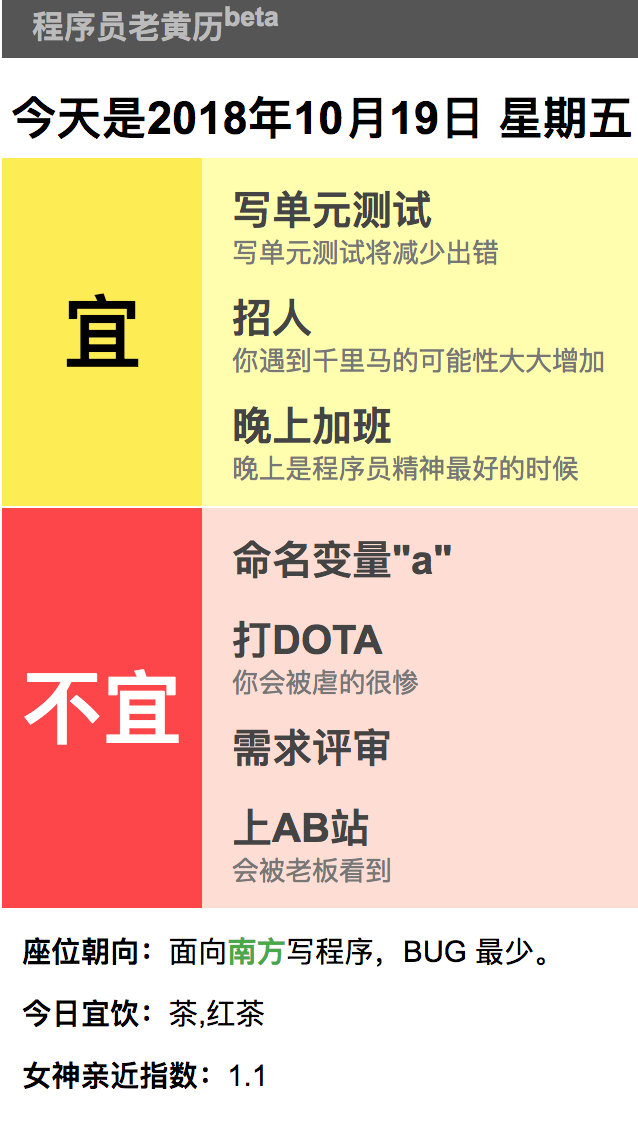 程序员老黄历beta
今天是2018年10月19日 星期五
宜
写单元测试
写单元测试将减少出错
招人
你遇到千里马的可能性大大增加
晚上加班
晚上是程序员精神最好的时候
不宜
命名变量"a"
打DOTA
你会被虐的很惨
需求评审
上AB站
会被老板看到
座位朝向：面向南方写程序，BUG 最少。
今日宜饮：茶,红茶
女神亲近指数：1.1